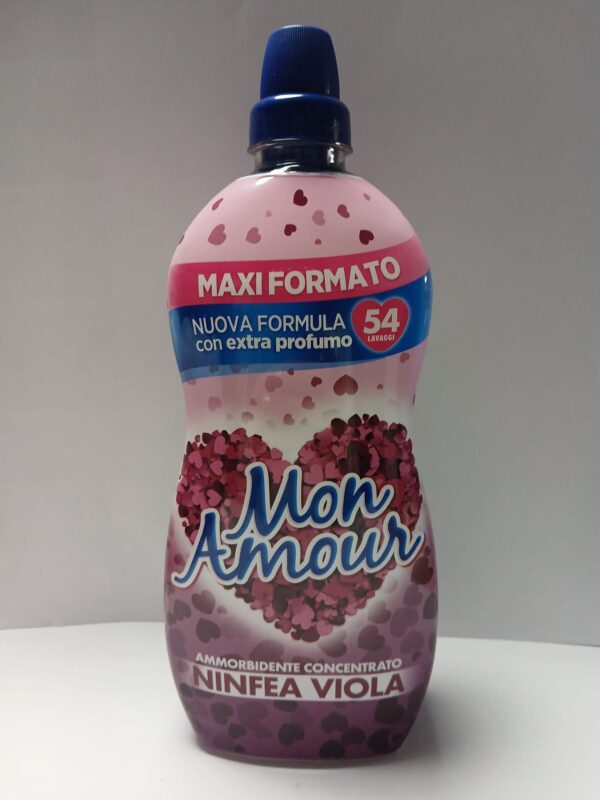 MAXI FORMATO
NUOVA FORMULA
con extra profumo
54
LAVAGGI
Mon
Amour
AMMORBIDENTE CONCENTRATO
NINFEA VIOLA